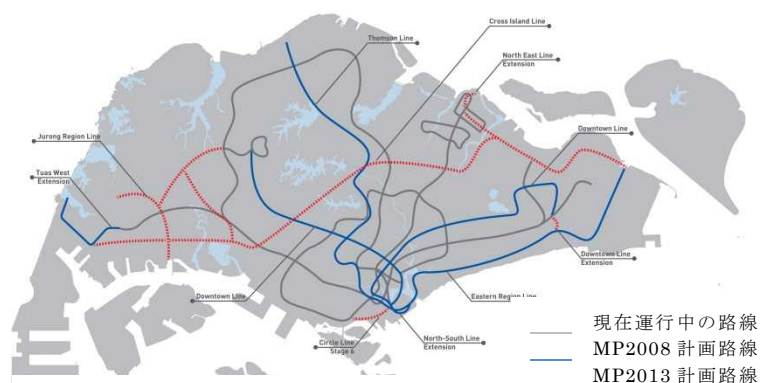 Cross Island Line
Thomson Line
North East Line
Extension
Jurong Region Line
Downtown Line
Tuas West
Extension
Downtown Line
Extension
Downtown Line
Eastern Region Line
Circle Line
Stage 6
North-South Line
Extension
現在運行中の路線
MP2008 計画路線
MP2013 計画路線